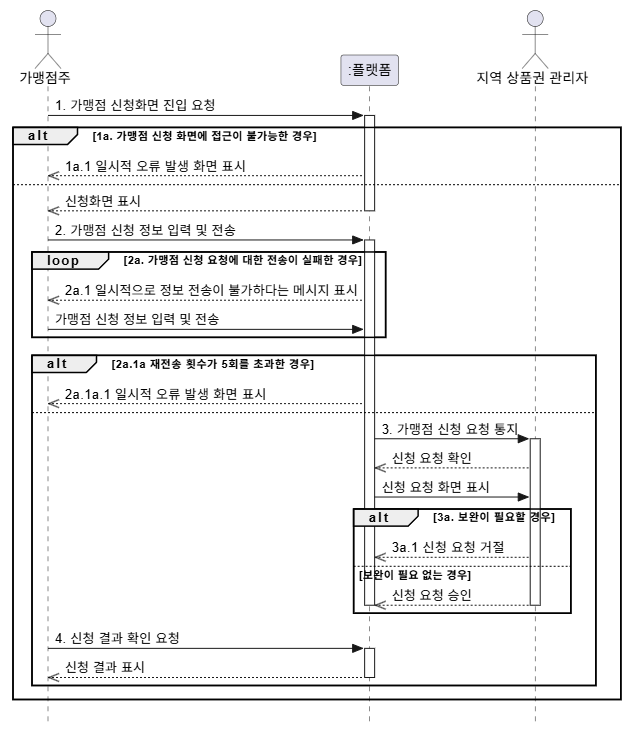 가맹점주
:플랫폼
지역 상품권 관리자
1. 가맹점 신청화면 진입 요청
alt
[1a. 가맹점 신청 화면에 접근이 불가능한 경우]
1a.1 일시적 오류 발생 화면 표시
신청화면 표시
2. 가맹점 신청 정보 입력 및 전송
loop
[2a. 가맹점 신청 요청에 대한 전송이 실패한 경우]
2a.1 일시적으로 정보 전송이 불가하다는 메시지 표시
가맹점 신청 정보 입력 및 전송
alt
[2a.1a 재전송 횟수가 5회를 초과한 경우]
2a.1a.1 일시적 오류 발생 화면 표시
3. 가맹점 신청 요청 통지
신청 요청 확인
신청 요청 화면 표시
alt
[3a. 보완이 필요할 경우]
3a.1 신청 요청 거절
[보완이 필요 없는 경우]
신청 요청 승인
4. 신청 결과 확인 요청
신청 결과 표시